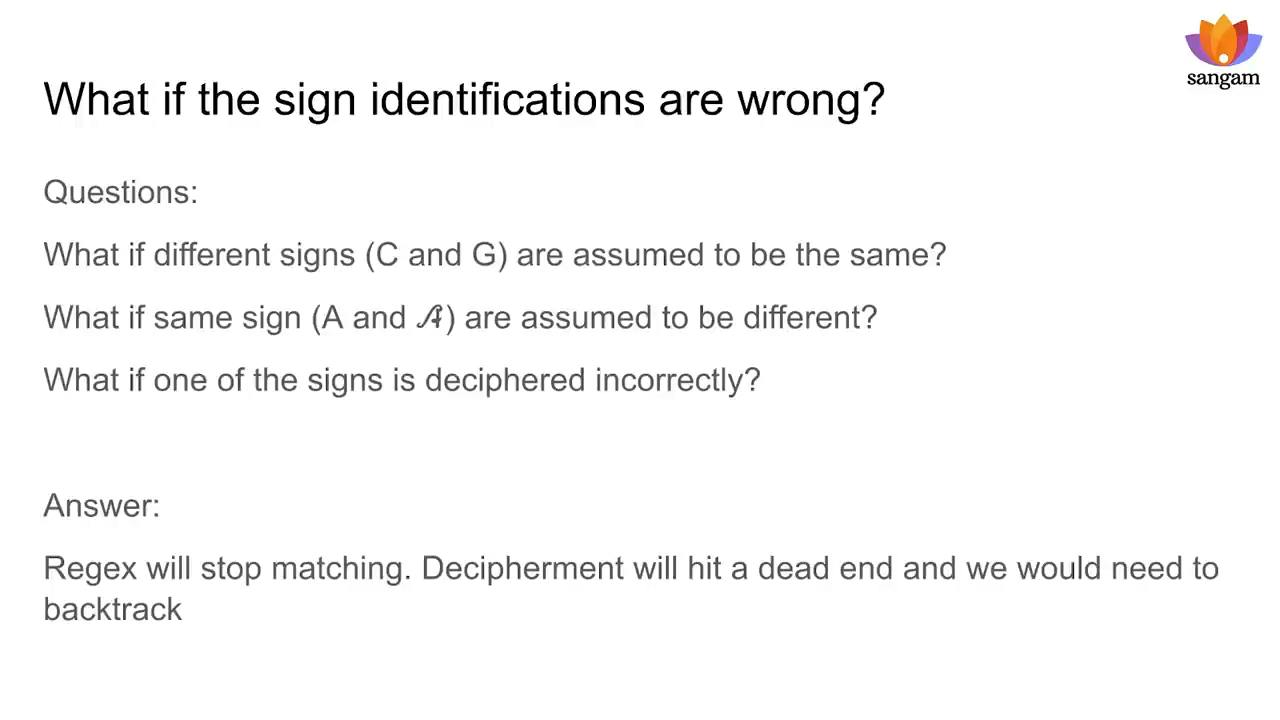 sangam
What if the sign identifications are wrong?
Questions:
What if different signs (C and G) are assumed to be the same?
What if same sign (A and 𝒜) are assumed to be different?
What if one of the signs is deciphered incorrectly?
Answer:
Regex will stop matching. Decipherment will hit a dead end and we would need to
backtrack